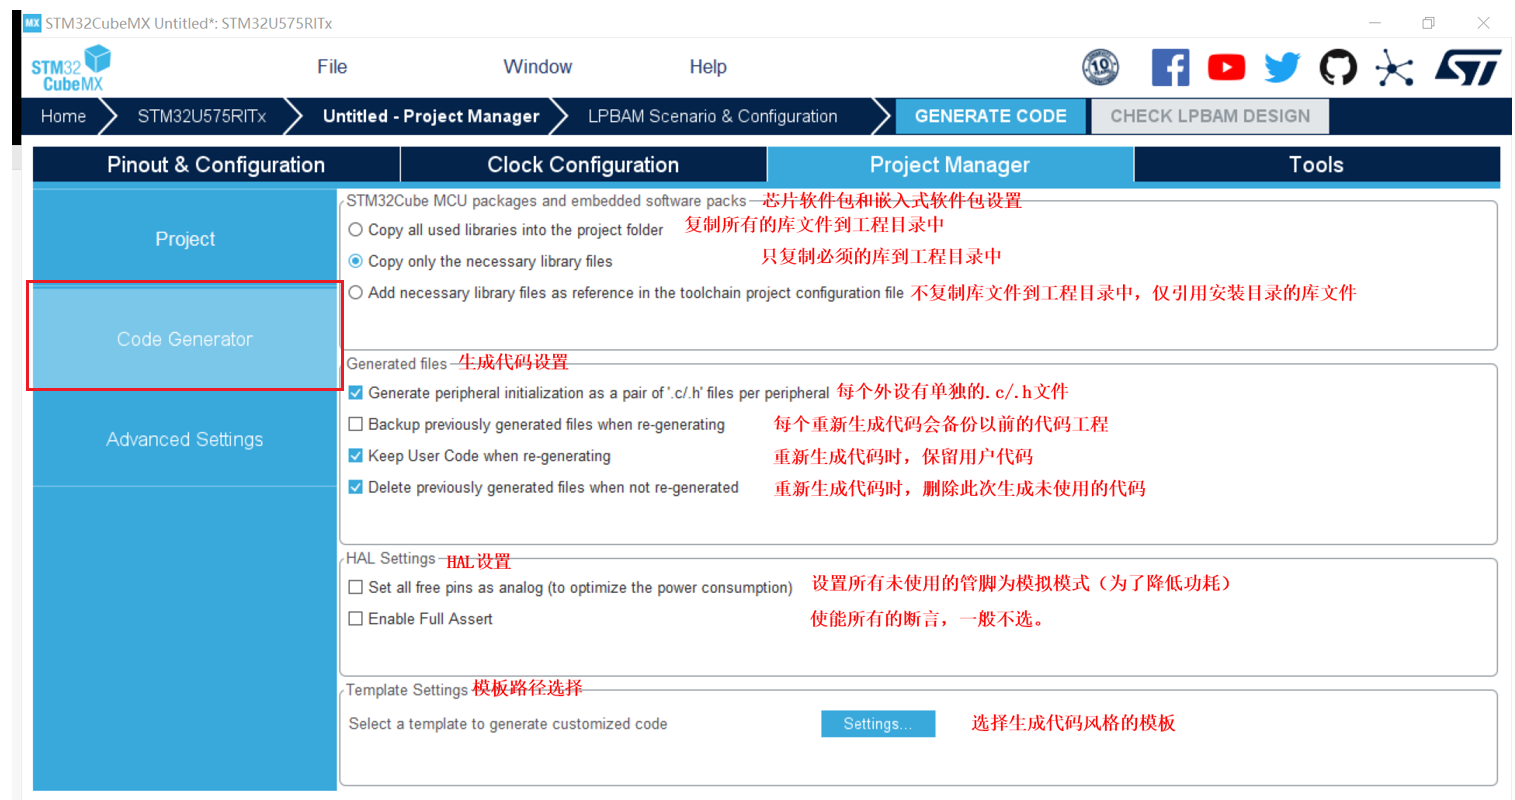 MX STM32CubeMX Untitled*: STM32U575RITx
STM32
CubeMX
File Window Help
10
Home STM32U575RITx Untitled - Project Manager LPBAM Scenario & Configuration GENERATE CODE CHECK LPBAM DESIGN
Pinout & Configuration Clock Configuration Project Manager Tools
Project
Code Generator
Advanced Settings
STM32Cube MCU packages and embedded software packs 芯片软件包和嵌入式软件包设置
Copy all used libraries into the project folder 复制所有的库文件到工程目录中
Copy only the necessary library files 只复制必须的库到工程目录中
Add necessary library files as reference in the toolchain project configuration file 不复制库文件到工程目录中，仅引用安装目录的库文件
Generated files 生成代码设置
Generate peripheral initialization as a pair of '.c/.h' files per peripheral 每个外设有单独的.c/.h文件
Backup previously generated files when re-generating 每个重新生成代码会备份以前的代码工程
Keep User Code when re-generating 重新生成代码时，保留用户代码
Delete previously generated files when not re-generated 重新生成代码时，删除此次生成未使用的代码
HAL Settings HAL设置
Set all free pins as analog (to optimize the power consumption) 设置所有未使用的管脚为模拟模式（为了降低功耗）
Enable Full Assert 使能所有的断言，一般不选。
Template Settings 模板路径选择
Select a template to generate customized code Settings... 选择生成代码风格的模板